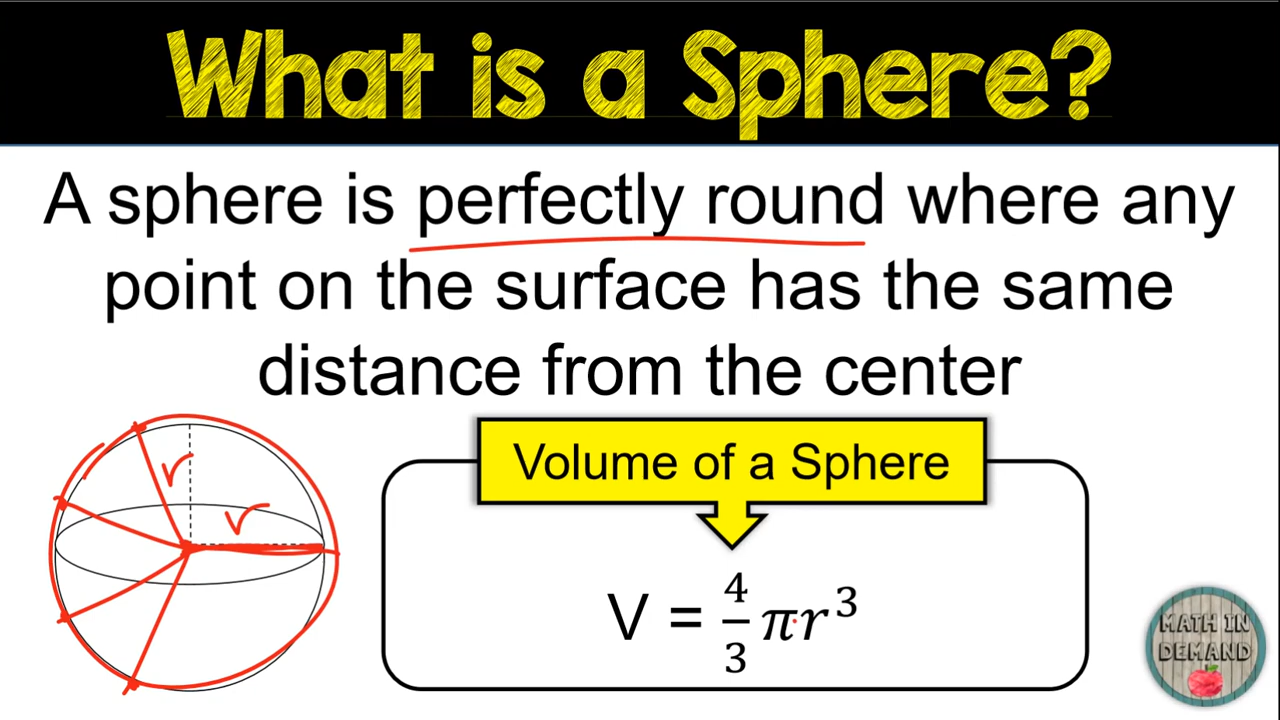 What is a Sphere?
A sphere is perfectly round where any
point on the surface has the same
distance from the center
r
r
Volume of a Sphere
V = 4/3 πr³
MATH IN
DEMAND